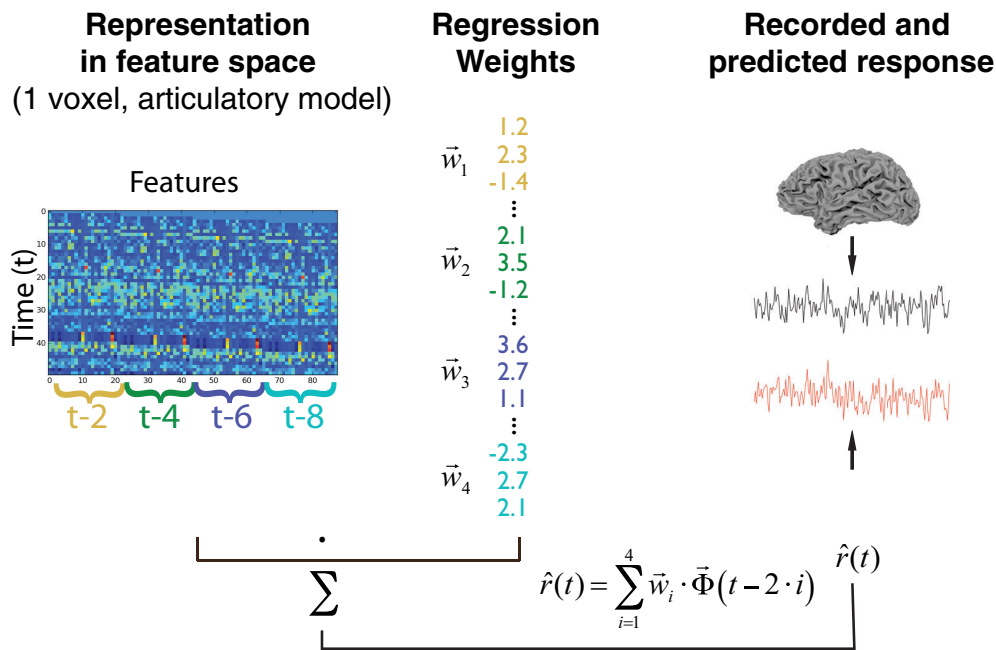 Representation
in feature space
(1 voxel, articulatory model)
Features
Time (t)
0
10
20
30
40
0 10 20 30 40 50 60 70 80
t-2 t-4 t-6 t-8
Regression
Weights
w⃗₁
1.2
2.3
-1.4
...
w⃗₂
2.1
3.5
-1.2
...
w⃗₃
3.6
2.7
1.1
...
w⃗₄
-2.3
2.7
2.1
Recorded and
predicted response
·
∑
r̂(t) = ∑_{i=1}^{4} w⃗ᵢ · Φ⃗(t − 2 · i)
r̂(t)